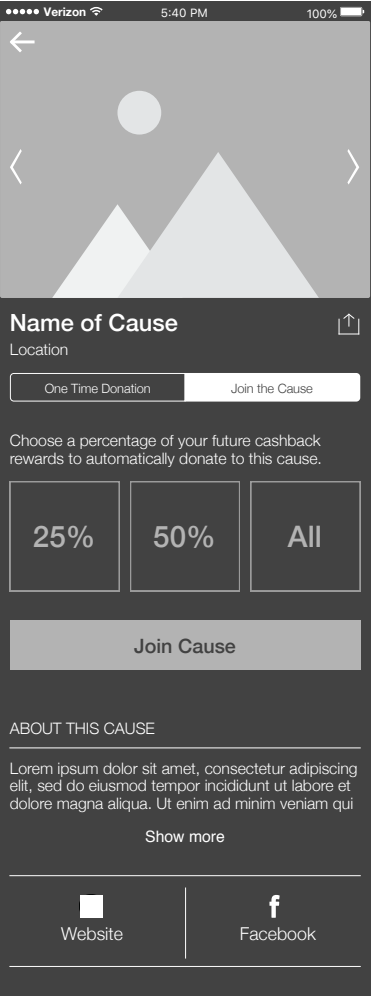 Verizon 5:40 PM 100%
Name of Cause
Location
One Time Donation Join the Cause
Choose a percentage of your future cashback
rewards to automatically donate to this cause.
25% 50% All
Join Cause
ABOUT THIS CAUSE
Lorem ipsum dolor sit amet, consectetur adipiscing
elit, sed do eiusmod tempor incididunt ut labore et
dolore magna aliqua. Ut enim ad minim veniam qui
Show more
f
Website Facebook